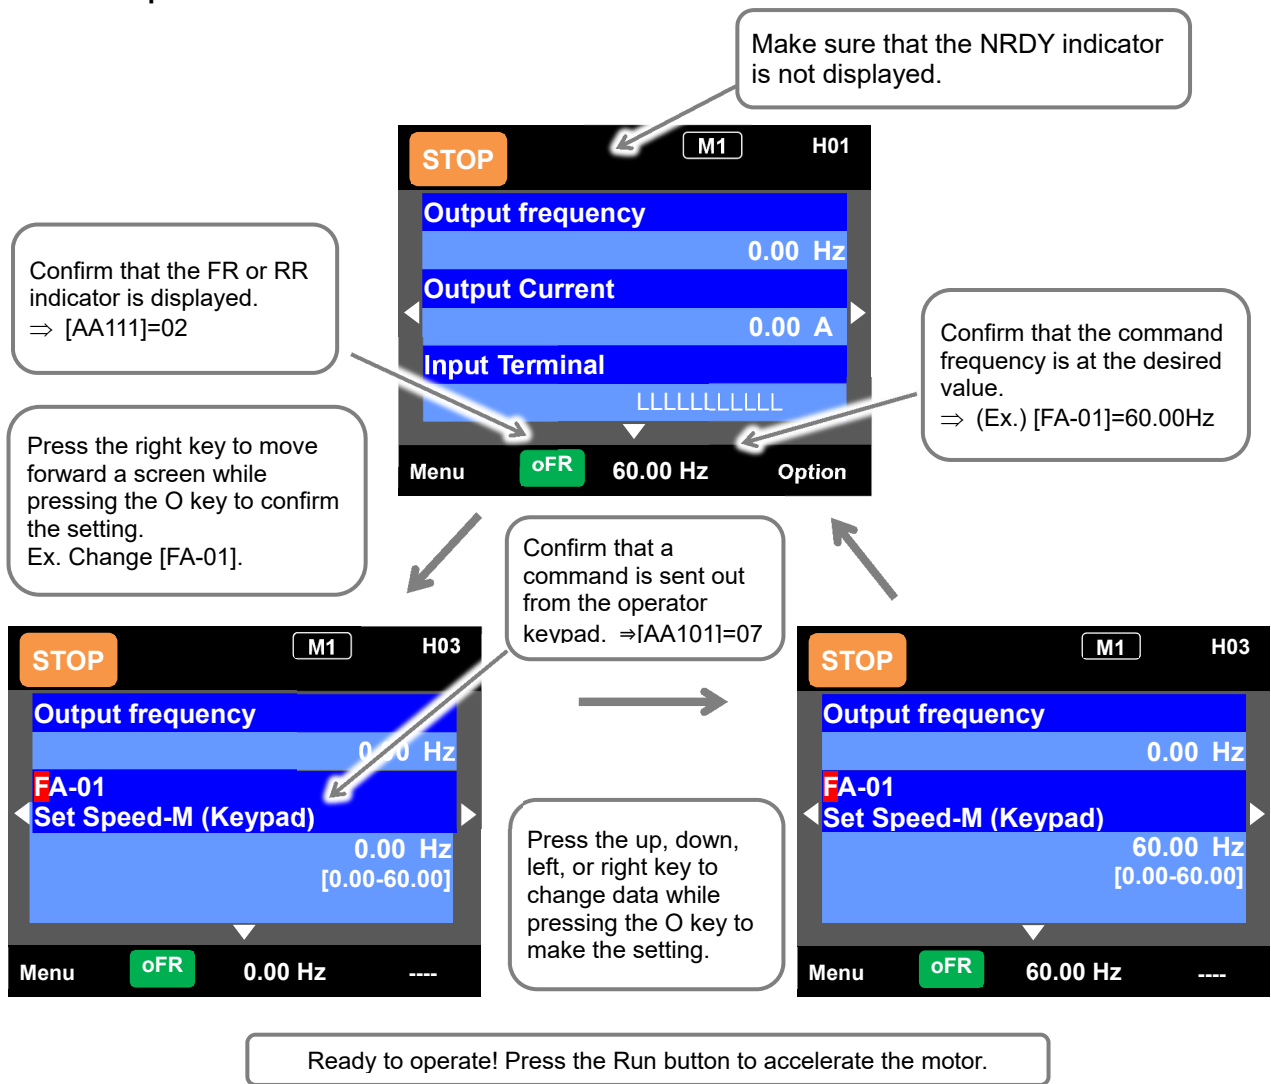 Make sure that the NRDY indicator
is not displayed.
STOP
M1
H01
Output frequency
0.00 Hz
Output Current
0.00 A
Input Terminal
LLLLLLLLLLL
Menu
oFR
60.00 Hz
Option
Confirm that the FR or RR
indicator is displayed.
⇒ [AA111]=02
Confirm that the command
frequency is at the desired
value.
⇒ (Ex.) [FA-01]=60.00Hz
Press the right key to move
forward a screen while
pressing the O key to confirm
the setting.
Ex. Change [FA-01].
Confirm that a
command is sent out
from the operator
keypad. ⇒[AA101]=07
STOP
M1
H03
Output frequency
0.00 Hz
FA-01
Set Speed-M (Keypad)
0.00 Hz
[0.00-60.00]
Menu
oFR
0.00 Hz
----
Press the up, down,
left, or right key to
change data while
pressing the O key to
make the setting.
STOP
M1
H03
Output frequency
0.00 Hz
FA-01
Set Speed-M (Keypad)
60.00 Hz
[0.00-60.00]
Menu
oFR
60.00 Hz
----
Ready to operate! Press the Run button to accelerate the motor.